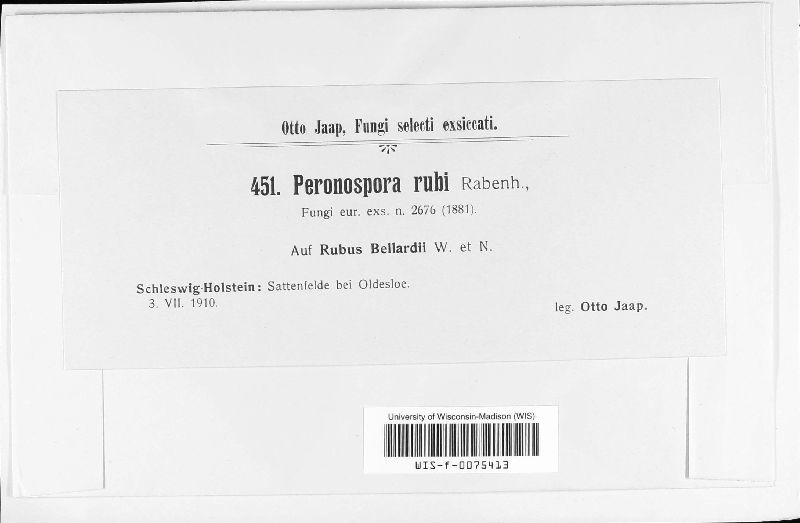 Otto Jaap, Fungi selecti exsiccati.
451. Peronospora rubi Rabenh.,
Fungi eur. exs. n. 2676 (1881).
Auf Rubus Bellardii W. et N.
Schleswig-Holstein: Sattenfelde bei Oldesloe.
3. VII. 1910.
leg. Otto Jaap.
University of Wisconsin-Madison (WIS)
WIS-f-0075413